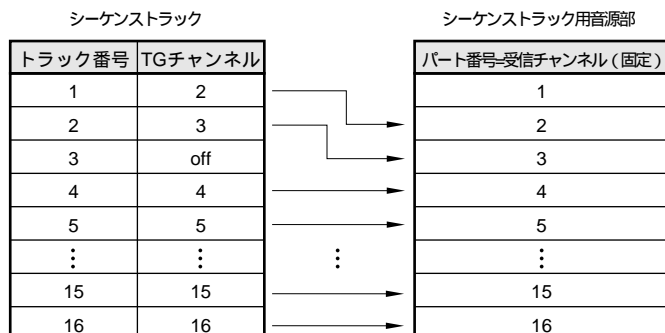 シーケンストラック
シーケンストラック用音源部
トラック番号 TGチャンネル
パート番号=受信チャンネル(固定)
1 2 1
2 3 2
3 off 3
4 4 4
5 5 5
⋮ ⋮ ⋮ ⋮
15 15 15
16 16 16